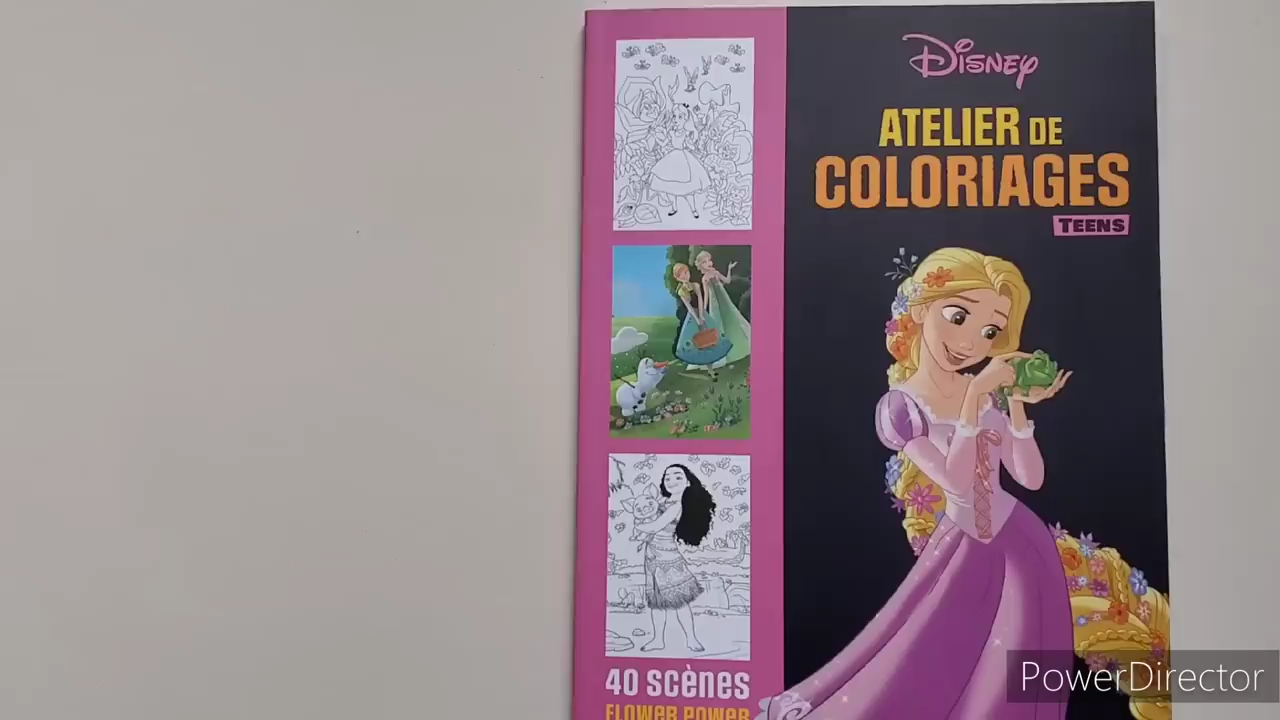 Disney
ATELIER DE
COLORIAGES
TEENS
40 scènes
FLOWER POWER
PowerDirector